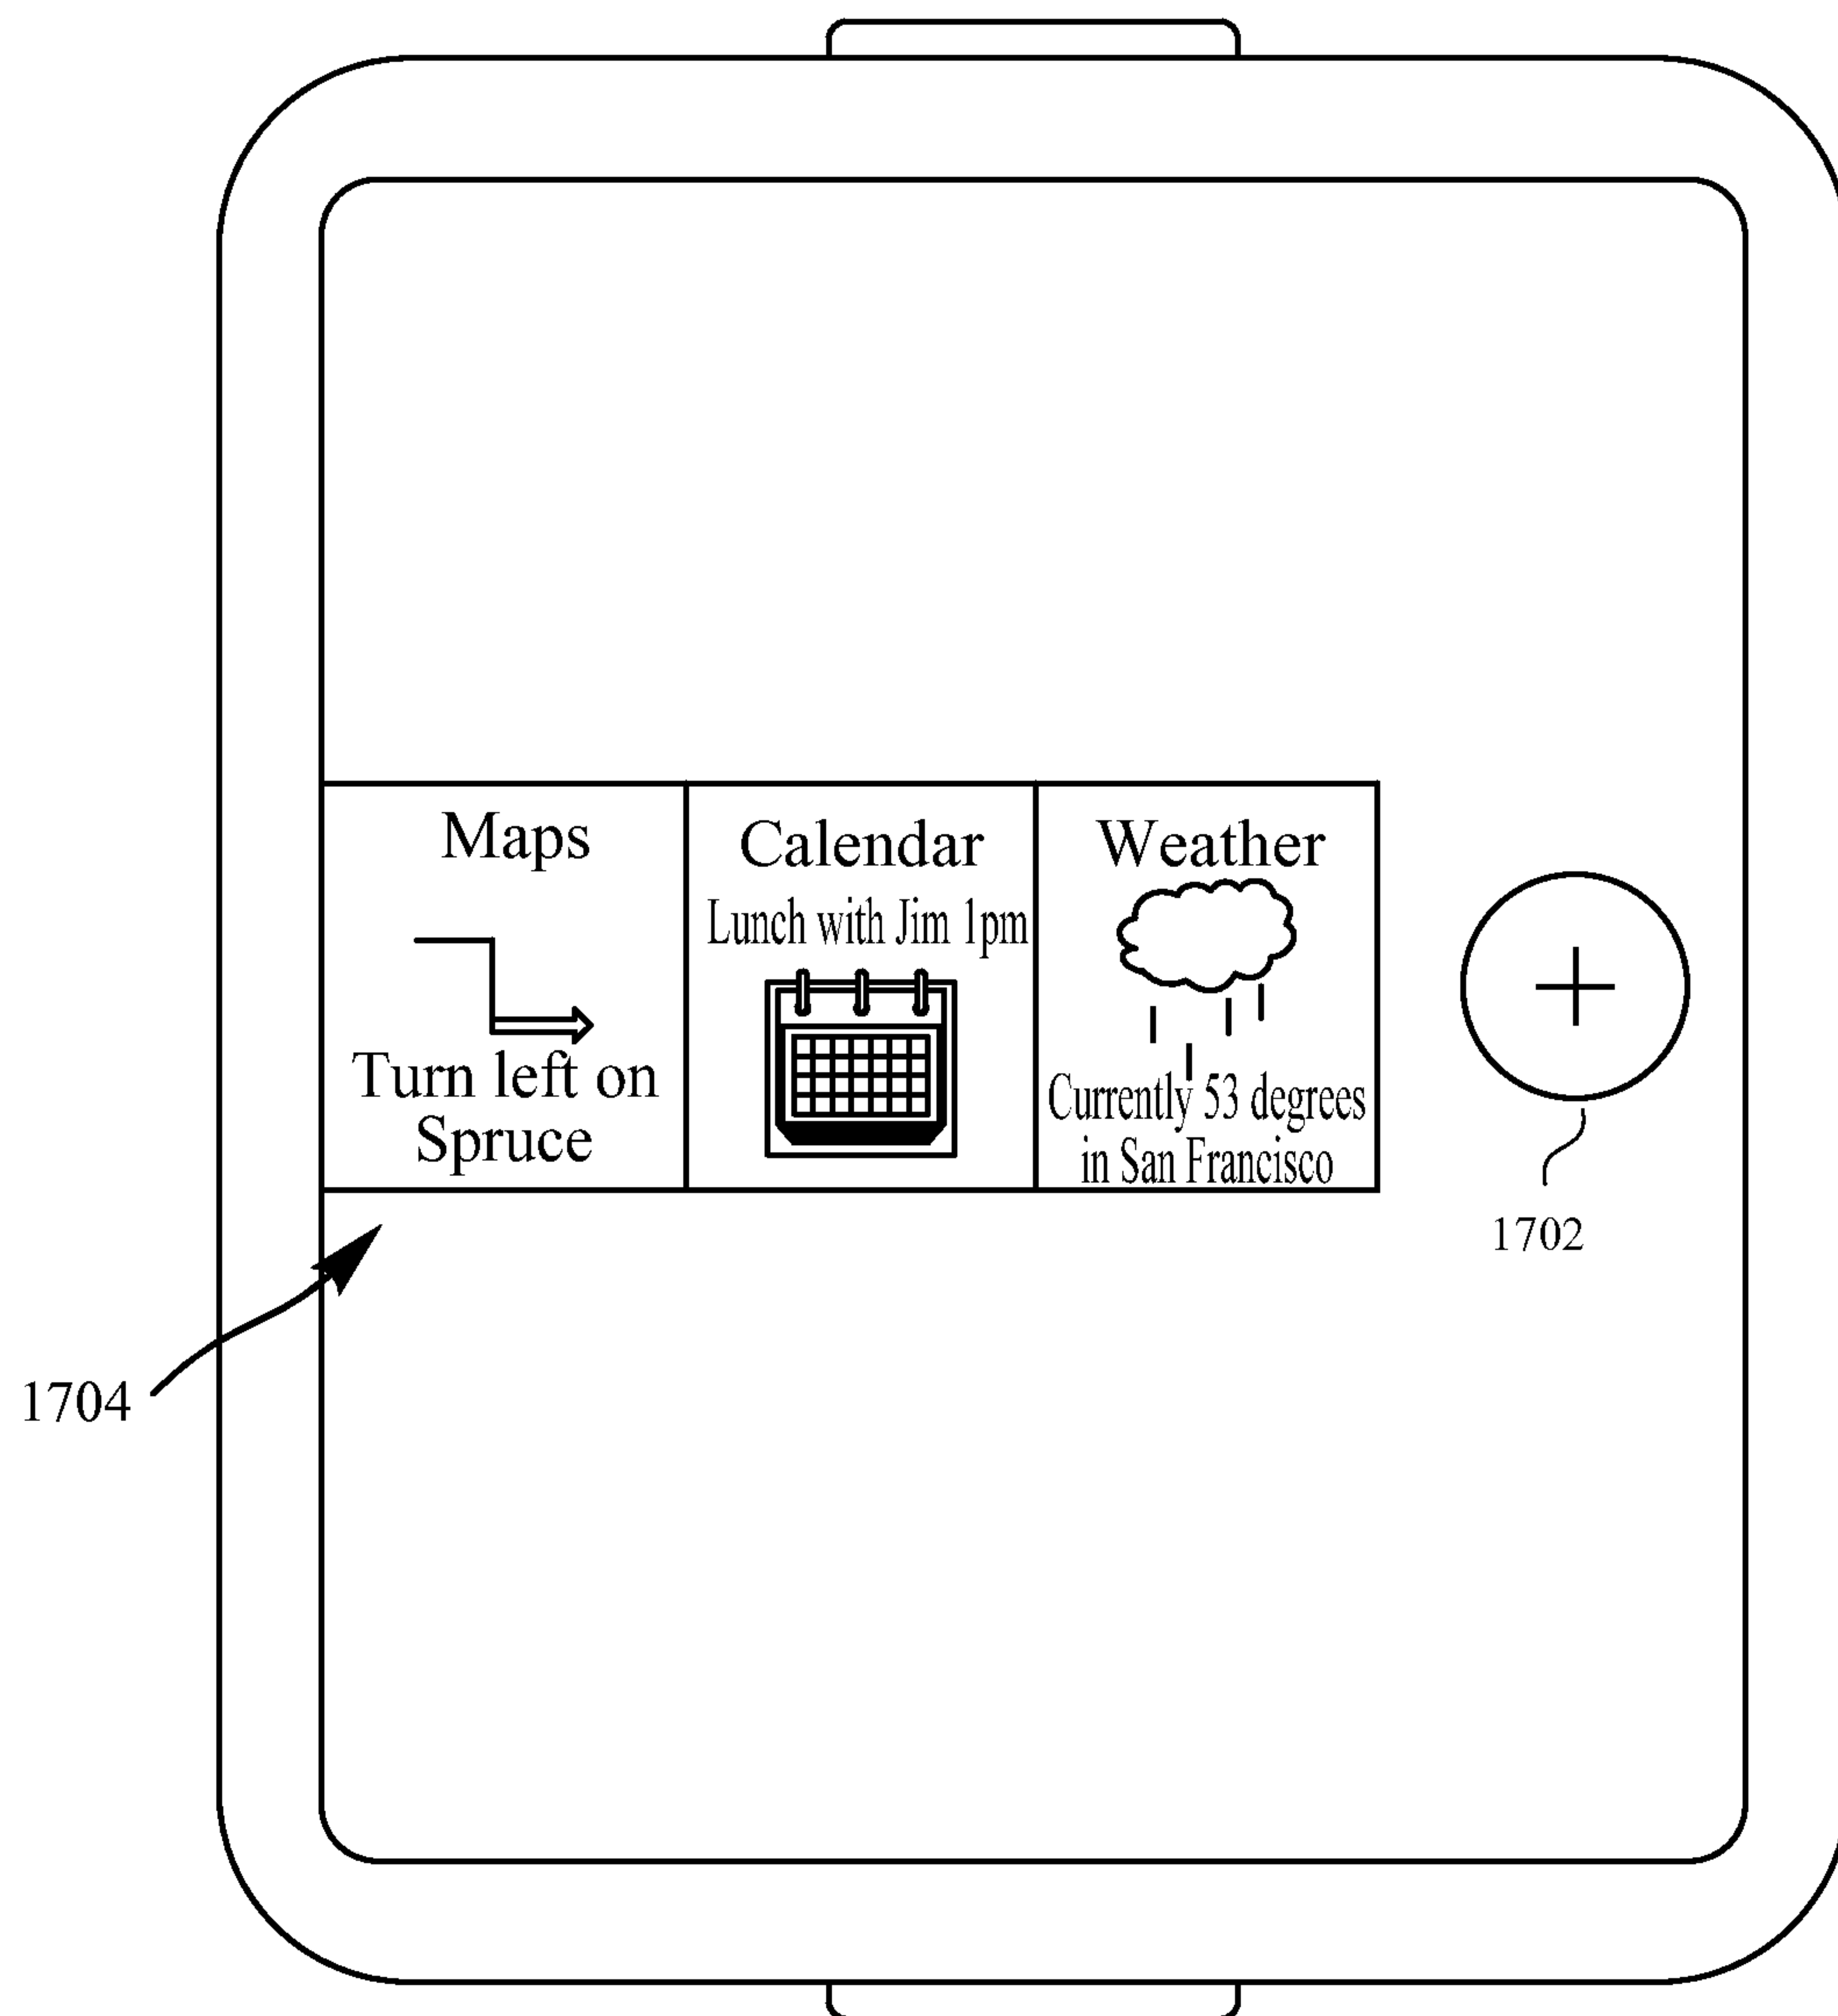 Maps
Turn left on
Spruce
Calendar
Lunch with Jim 1pm
Weather
Currently 53 degrees
in San Francisco
1702
1704